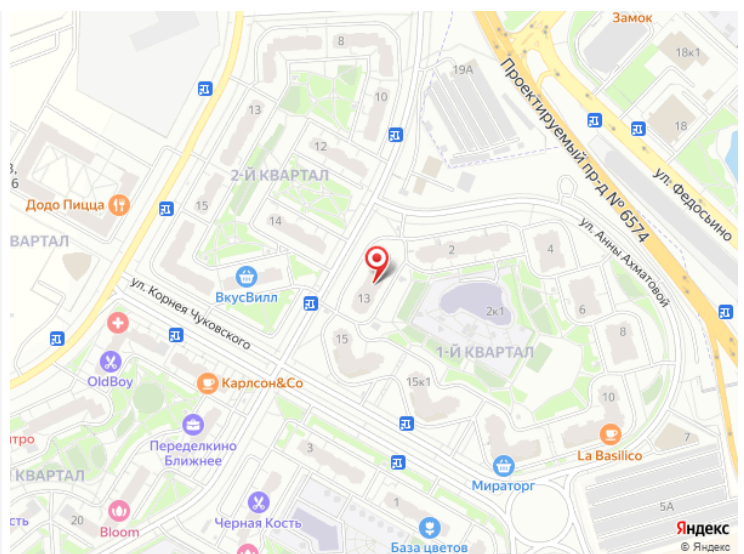 Замок
8
18к1
19А
10
13
Проектируемый пр-д № 6574
18
12
2-Й КВАРТАЛ
ул. Федосьино
Додо Пицца
15
14
ВАРТАЛ
ул. Анны Ахматовой
2
4
ВкусВилл
ул. Корнея Чуковского
13
2к1
6
8
15
1-Й КВАРТАЛ
OldBoy
Карлсон&Co
15к1
10
Переделкино
Ближнее
La Basilico
7
нтро
3
Й КВАРТАЛ
Мираторг
5А
20
1
Черная Кость
сть
Bloom
База цветов
Яндекс
© Яндекс